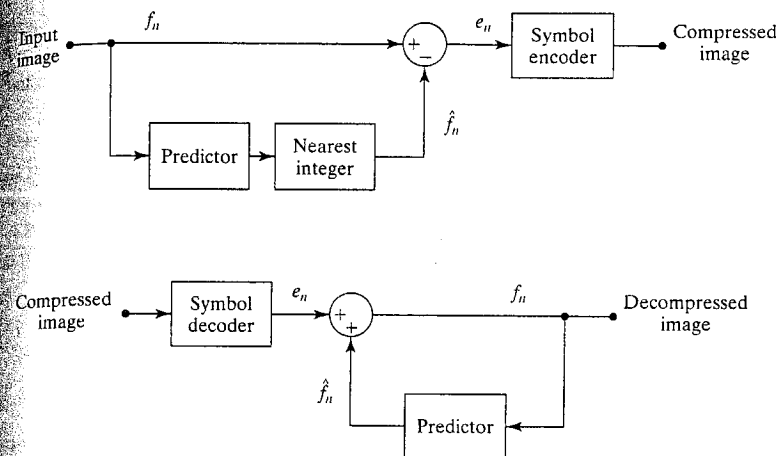 f_n
Input
image
+
−
e_n
Symbol
encoder
Compressed
image
f̂_n
Predictor
Nearest
integer
Compressed
image
Symbol
decoder
e_n
+
+
f_n
Decompressed
image
f̂_n
Predictor